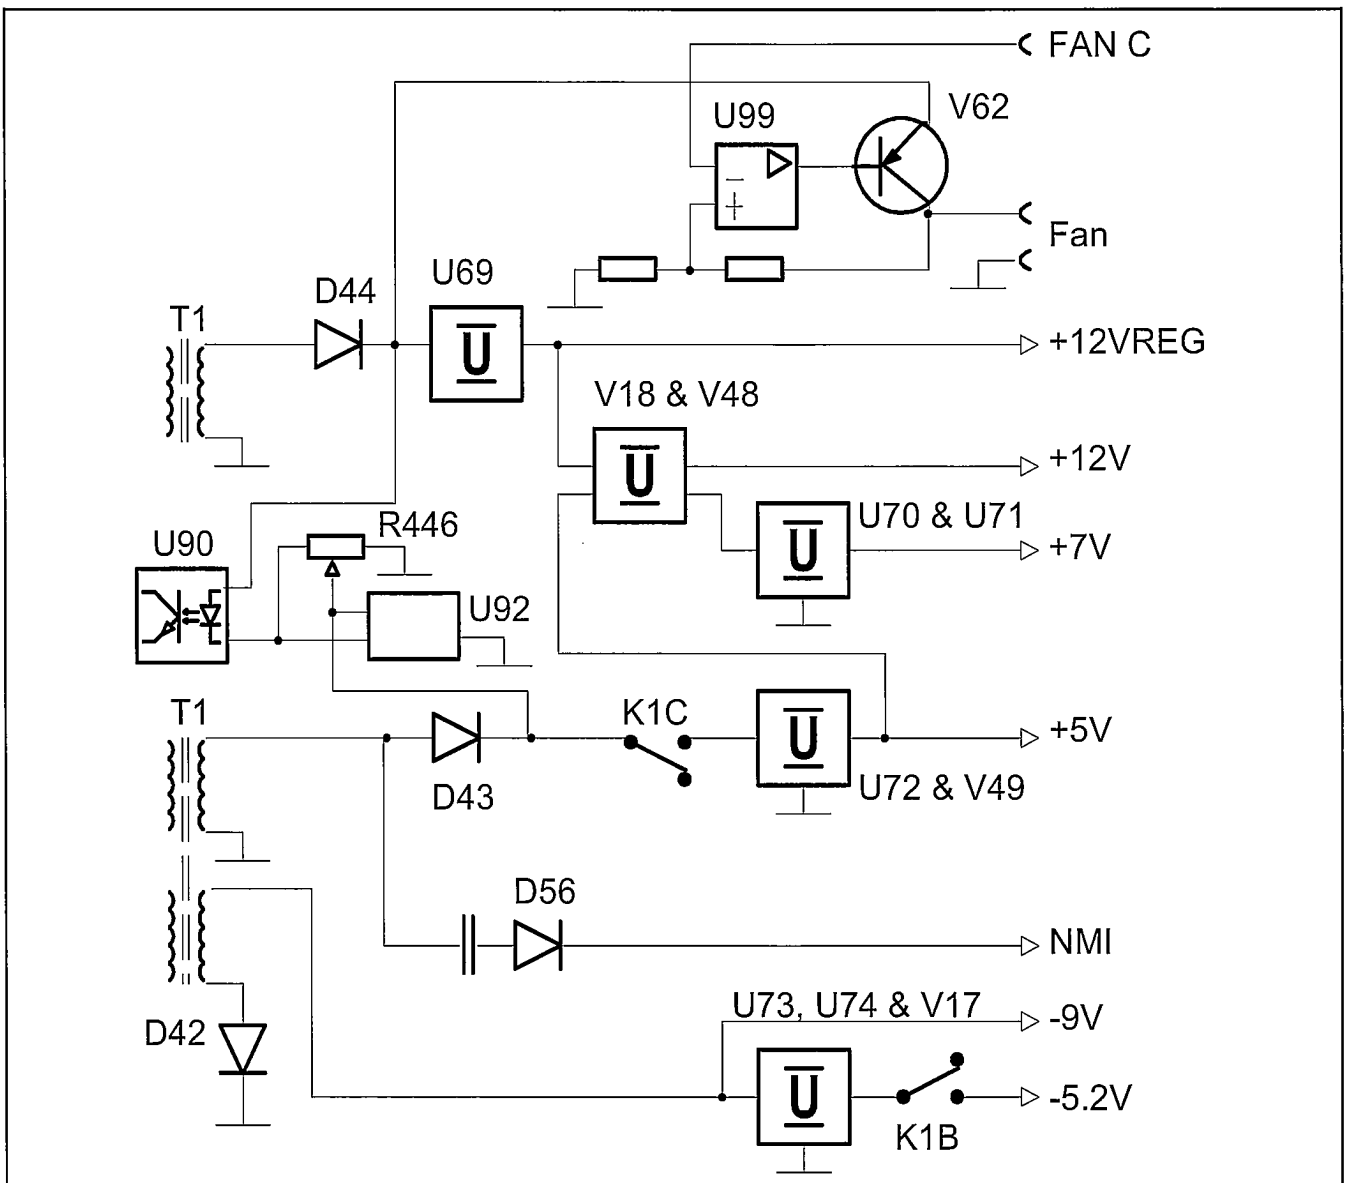 FAN C
V62
U99
-
+
Fan
U69
D44
T1
U
+12VREG
V18 & V48
U
+12V
U70 & U71
U
+7V
R446
U90
U92
T1
K1C
U
+5V
D43
U72 & V49
D56
NMI
U73, U74 & V17
-9V
D42
U
-5.2V
K1B